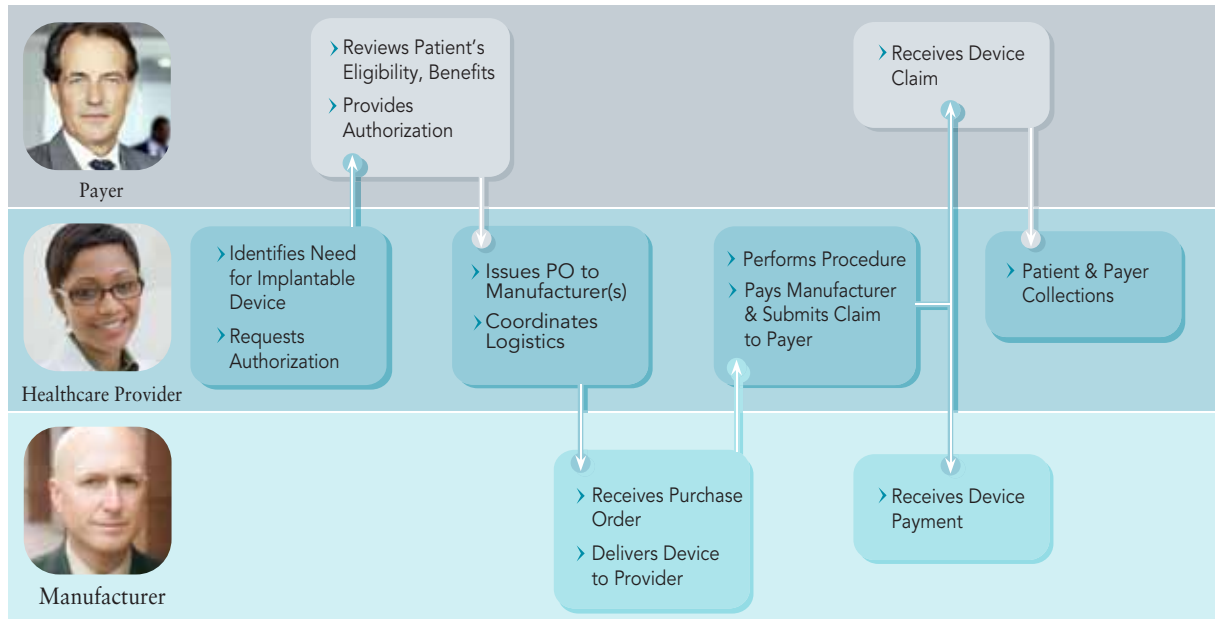 Payer
Reviews Patient's
Eligibility, Benefits
Provides
Authorization
Receives Device
Claim
Healthcare Provider
Identifies Need
for Implantable
Device
Requests
Authorization
Issues PO to
Manufacturer(s)
Coordinates
Logistics
Performs Procedure
Pays Manufacturer
& Submits Claim
to Payer
Patient & Payer
Collections
Manufacturer
Receives Purchase
Order
Delivers Device
to Provider
Receives Device
Payment